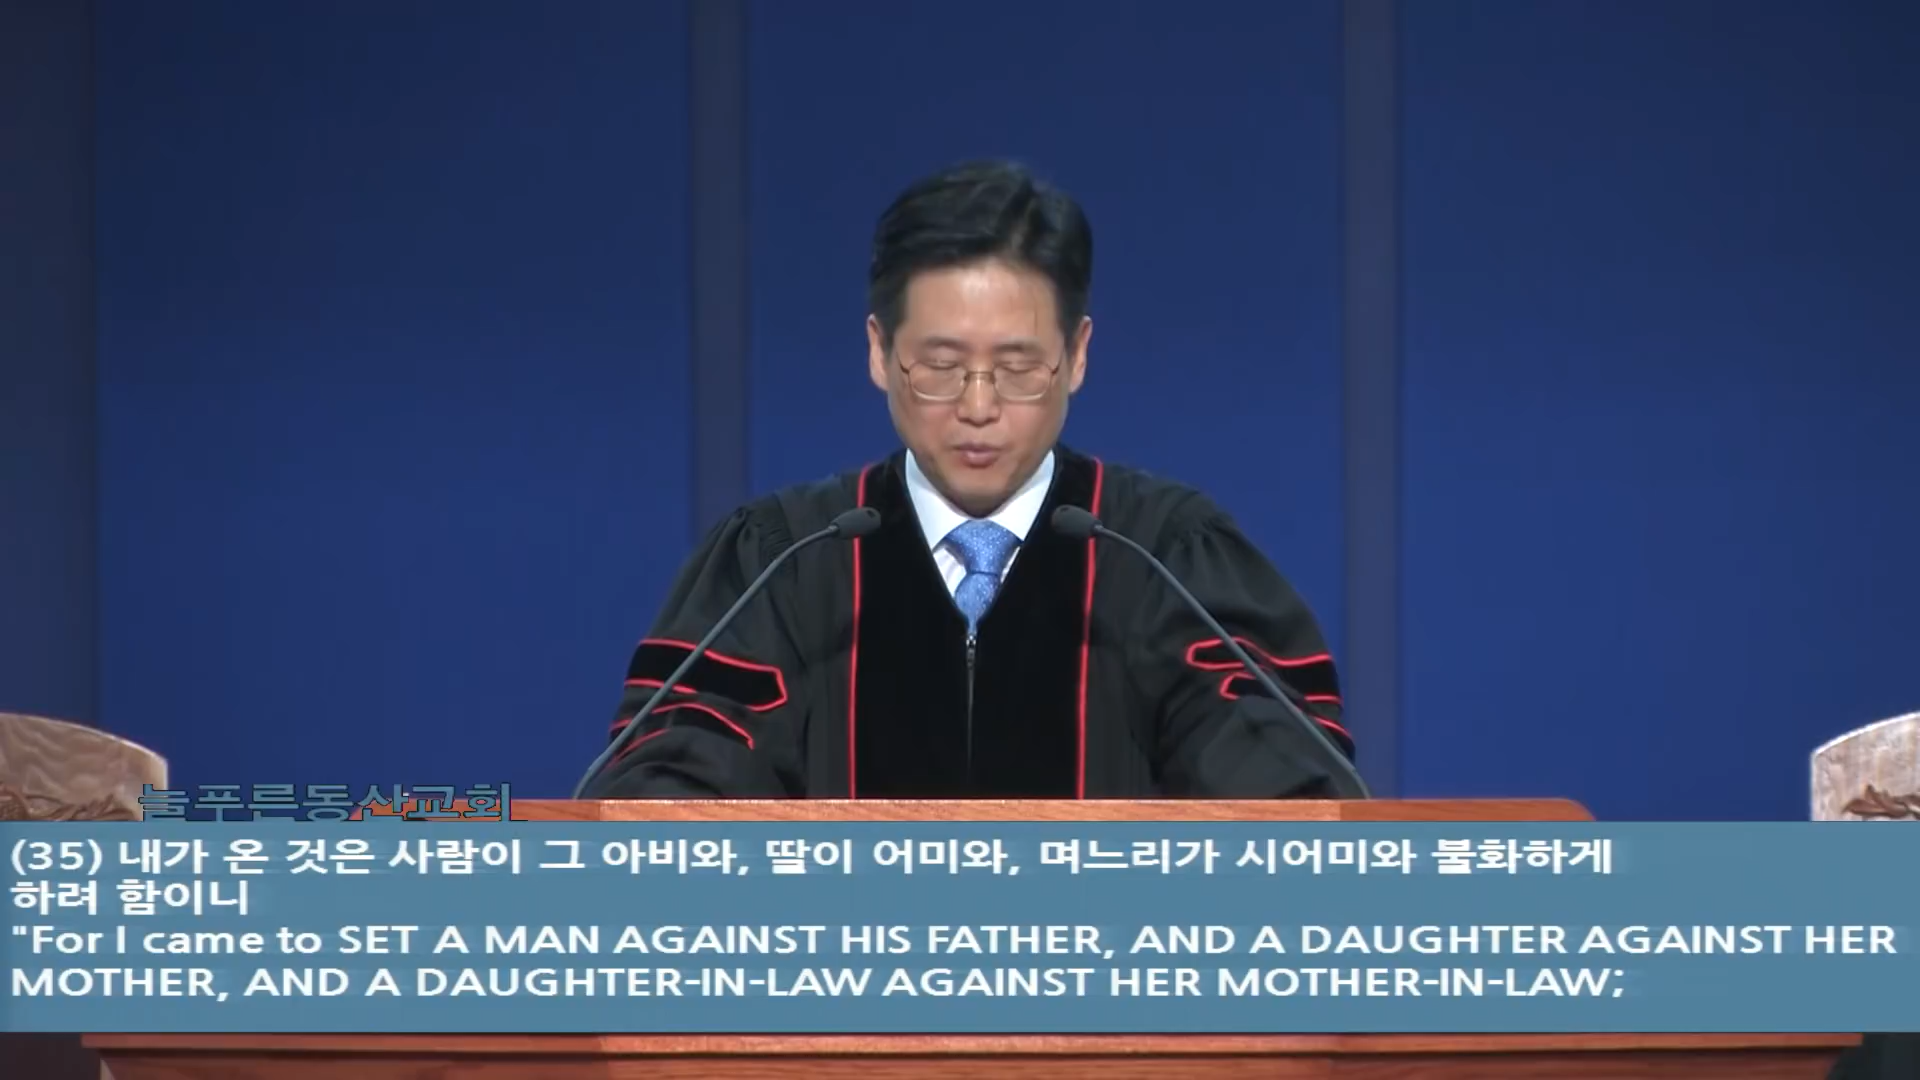 늘푸른동산교회
(35) 내가 온 것은 사람이 그 아비와, 딸이 어미와, 며느리가 시어미와 불화하게
하려 함이니
"For I came to SET A MAN AGAINST HIS FATHER, AND A DAUGHTER AGAINST HER
MOTHER, AND A DAUGHTER-IN-LAW AGAINST HER MOTHER-IN-LAW;